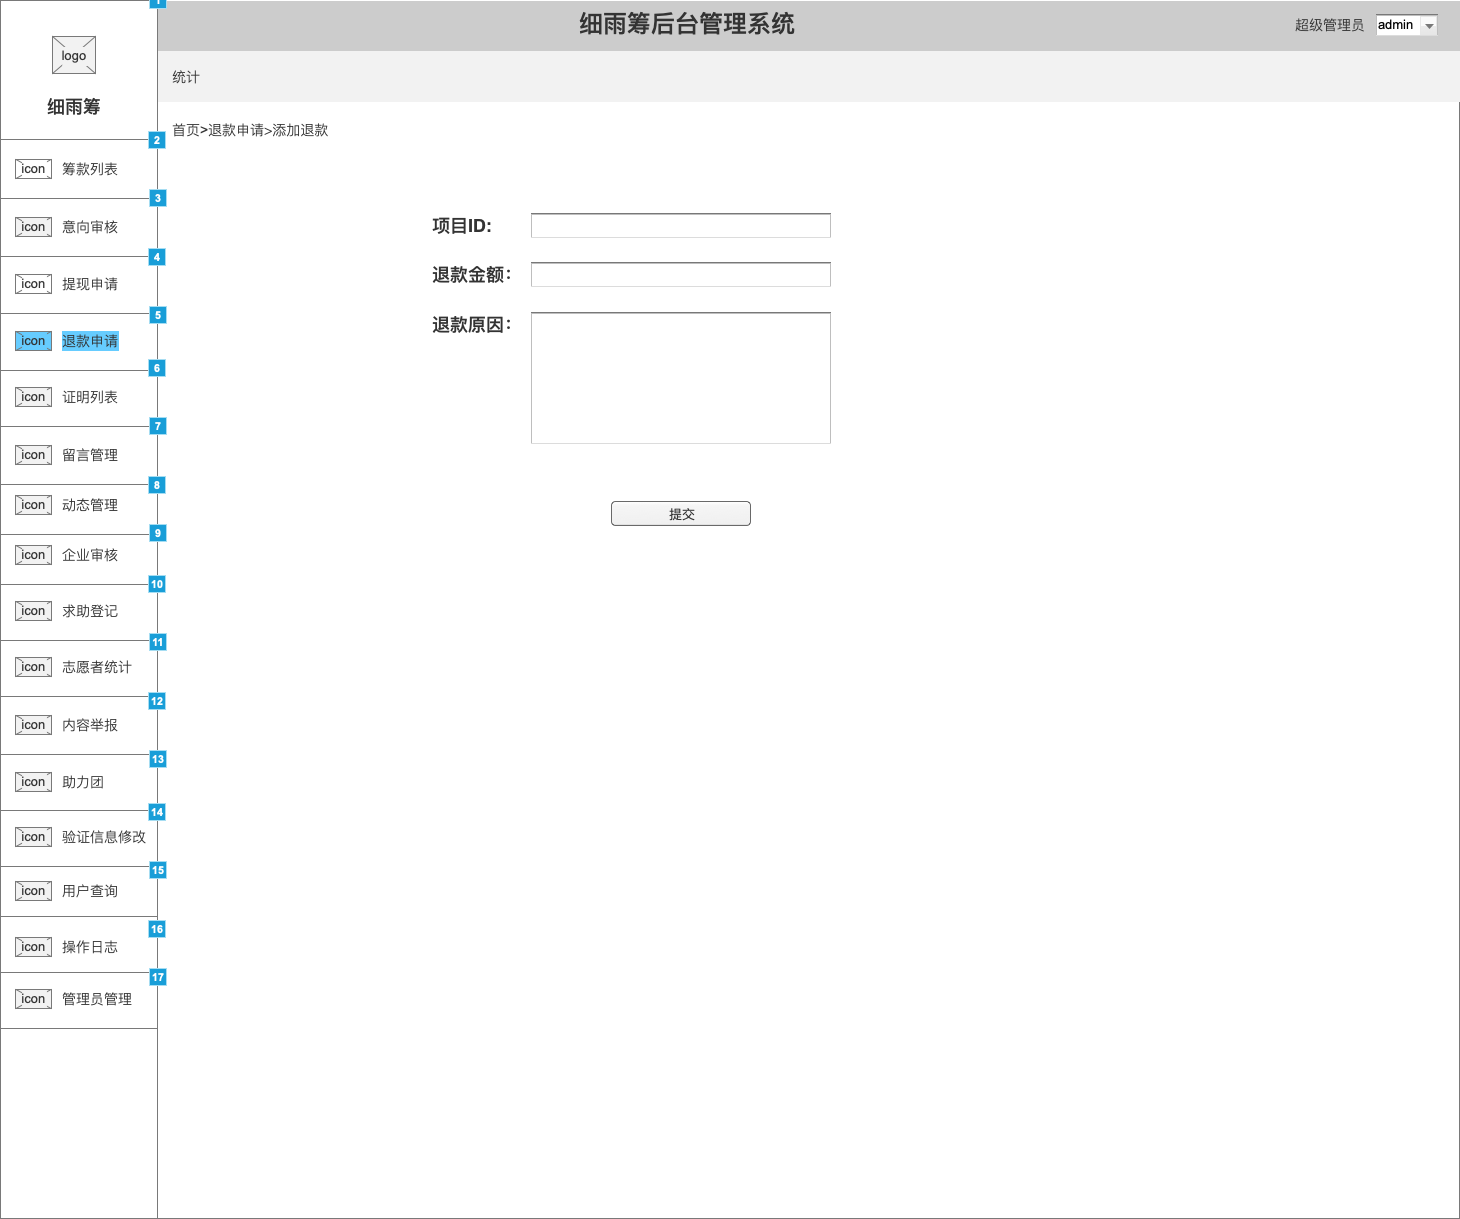 1
细雨筹后台管理系统
超级管理员 admin
logo
细雨筹
统计
首页>退款申请>添加退款
2
icon 筹款列表
3
icon 意向审核
4
icon 提现申请
5
icon 退款申请
6
icon 证明列表
7
icon 留言管理
8
icon 动态管理
9
icon 企业审核
10
icon 求助登记
11
icon 志愿者统计
12
icon 内容举报
13
icon 助力团
14
icon 验证信息修改
15
icon 用户查询
16
icon 操作日志
17
icon 管理员管理
项目ID:
退款金额：
退款原因：
提交